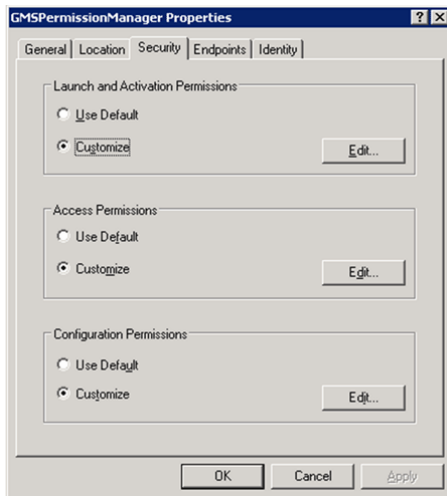 GMSPermissionManager Properties
General Location Security Endpoints Identity
Launch and Activation Permissions
Use Default
Customize
Edit...
Access Permissions
Use Default
Customize
Edit...
Configuration Permissions
Use Default
Customize
Edit...
OK Cancel Apply